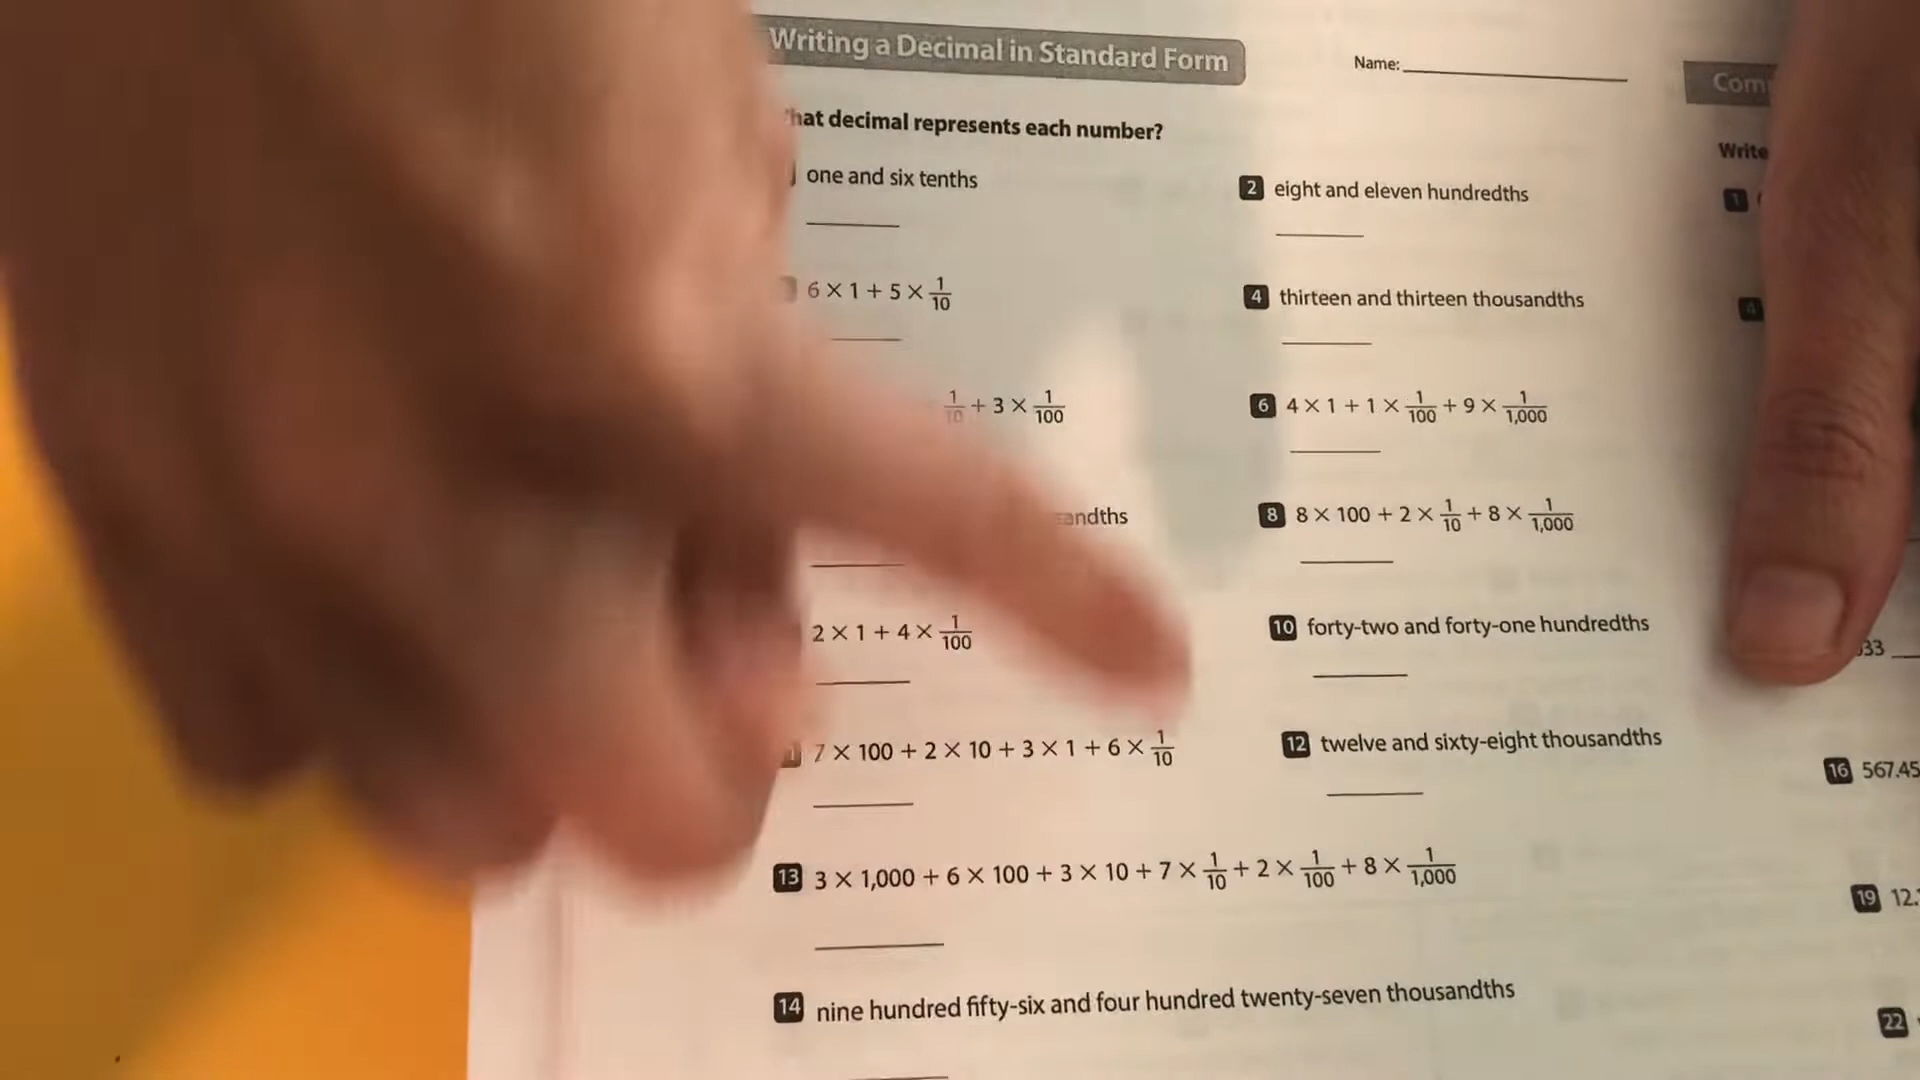 Writing a Decimal in Standard Form
Name:
hat decimal represents each number?
one and six tenths
2 eight and eleven hundredths
6 × 1 + 5 × 1/10
4 thirteen and thirteen thousandths
1/10 + 3 × 1/100
6 4 × 1 + 1 × 1/100 + 9 × 1/1,000
andths
8 8 × 100 + 2 × 1/10 + 8 × 1/1,000
2 × 1 + 4 × 1/100
10 forty-two and forty-one hundredths
7 × 100 + 2 × 10 + 3 × 1 + 6 × 1/10
12 twelve and sixty-eight thousandths
13 3 × 1,000 + 6 × 100 + 3 × 10 + 7 × 1/10 + 2 × 1/100 + 8 × 1/1,000
14 nine hundred fifty-six and four hundred twenty-seven thousandths
Com
Write
1
4
33
16 567.45
19 12.
22